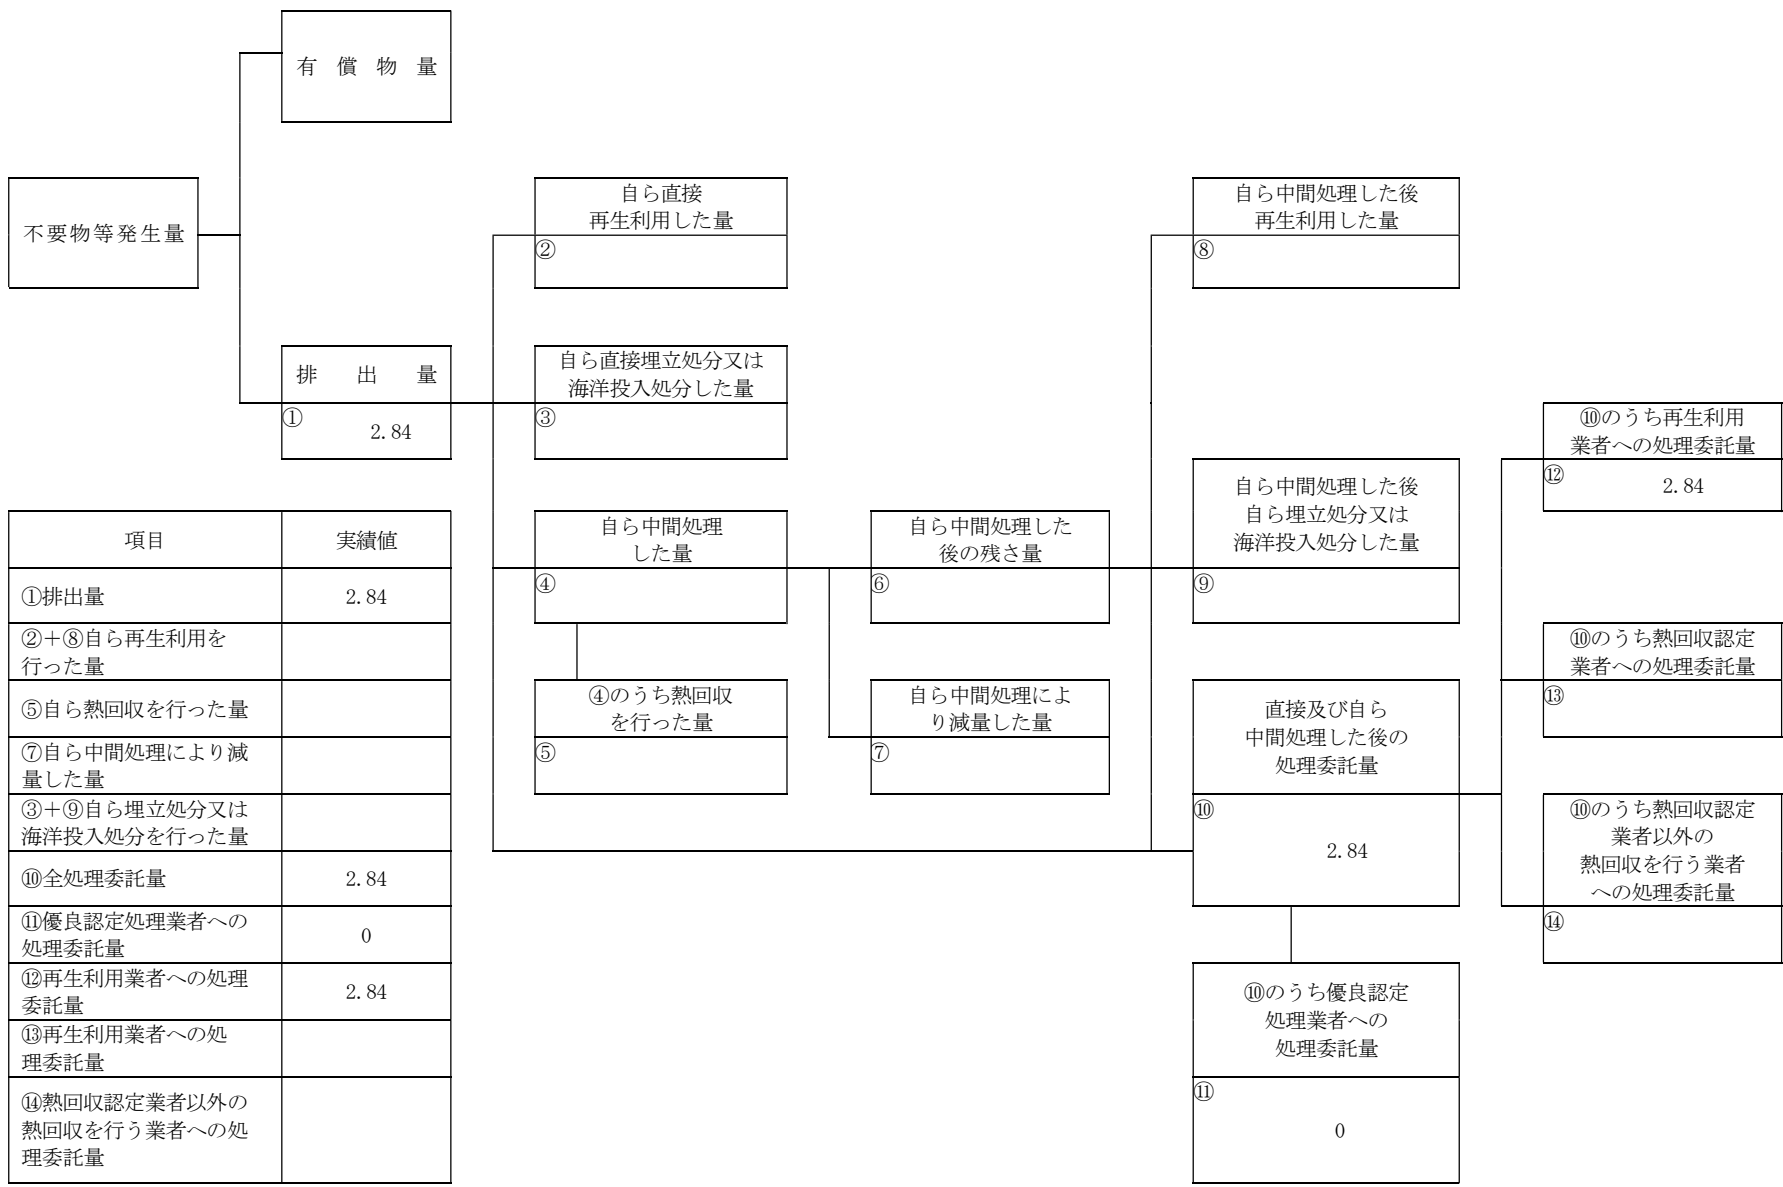 有償物量
不要物等発生量
自ら直接
再生利用した量
②
自ら中間処理した後
再生利用した量
⑧
排出量
①
2.84
自ら直接埋立処分又は
海洋投入処分した量
③
⑩のうち再生利用
業者への処理委託量
⑫
2.84
自ら中間処理
した量
④
自ら中間処理した
後の残さ量
⑥
自ら中間処理した後
自ら埋立処分又は
海洋投入処分した量
⑨
⑩のうち熱回収認定
業者への処理委託量
⑬
④のうち熱回収
を行った量
⑤
自ら中間処理によ
り減量した量
⑦
直接及び自ら
中間処理した後の
処理委託量
⑩
2.84
⑩のうち熱回収認定
業者以外の
熱回収を行う業者
への処理委託量
⑭
⑩のうち優良認定
処理業者への
処理委託量
⑪
0
項目 実績値
①排出量 2.84
②＋⑧自ら再生利用を
行った量
⑤自ら熱回収を行った量
⑦自ら中間処理により減
量した量
③＋⑨自ら埋立処分又は
海洋投入処分を行った量
⑩全処理委託量 2.84
⑪優良認定処理業者への
処理委託量 0
⑫再生利用業者への処理
委託量 2.84
⑬再生利用業者への処
理委託量
⑭熱回収認定業者以外の
熱回収を行う業者への処
理委託量